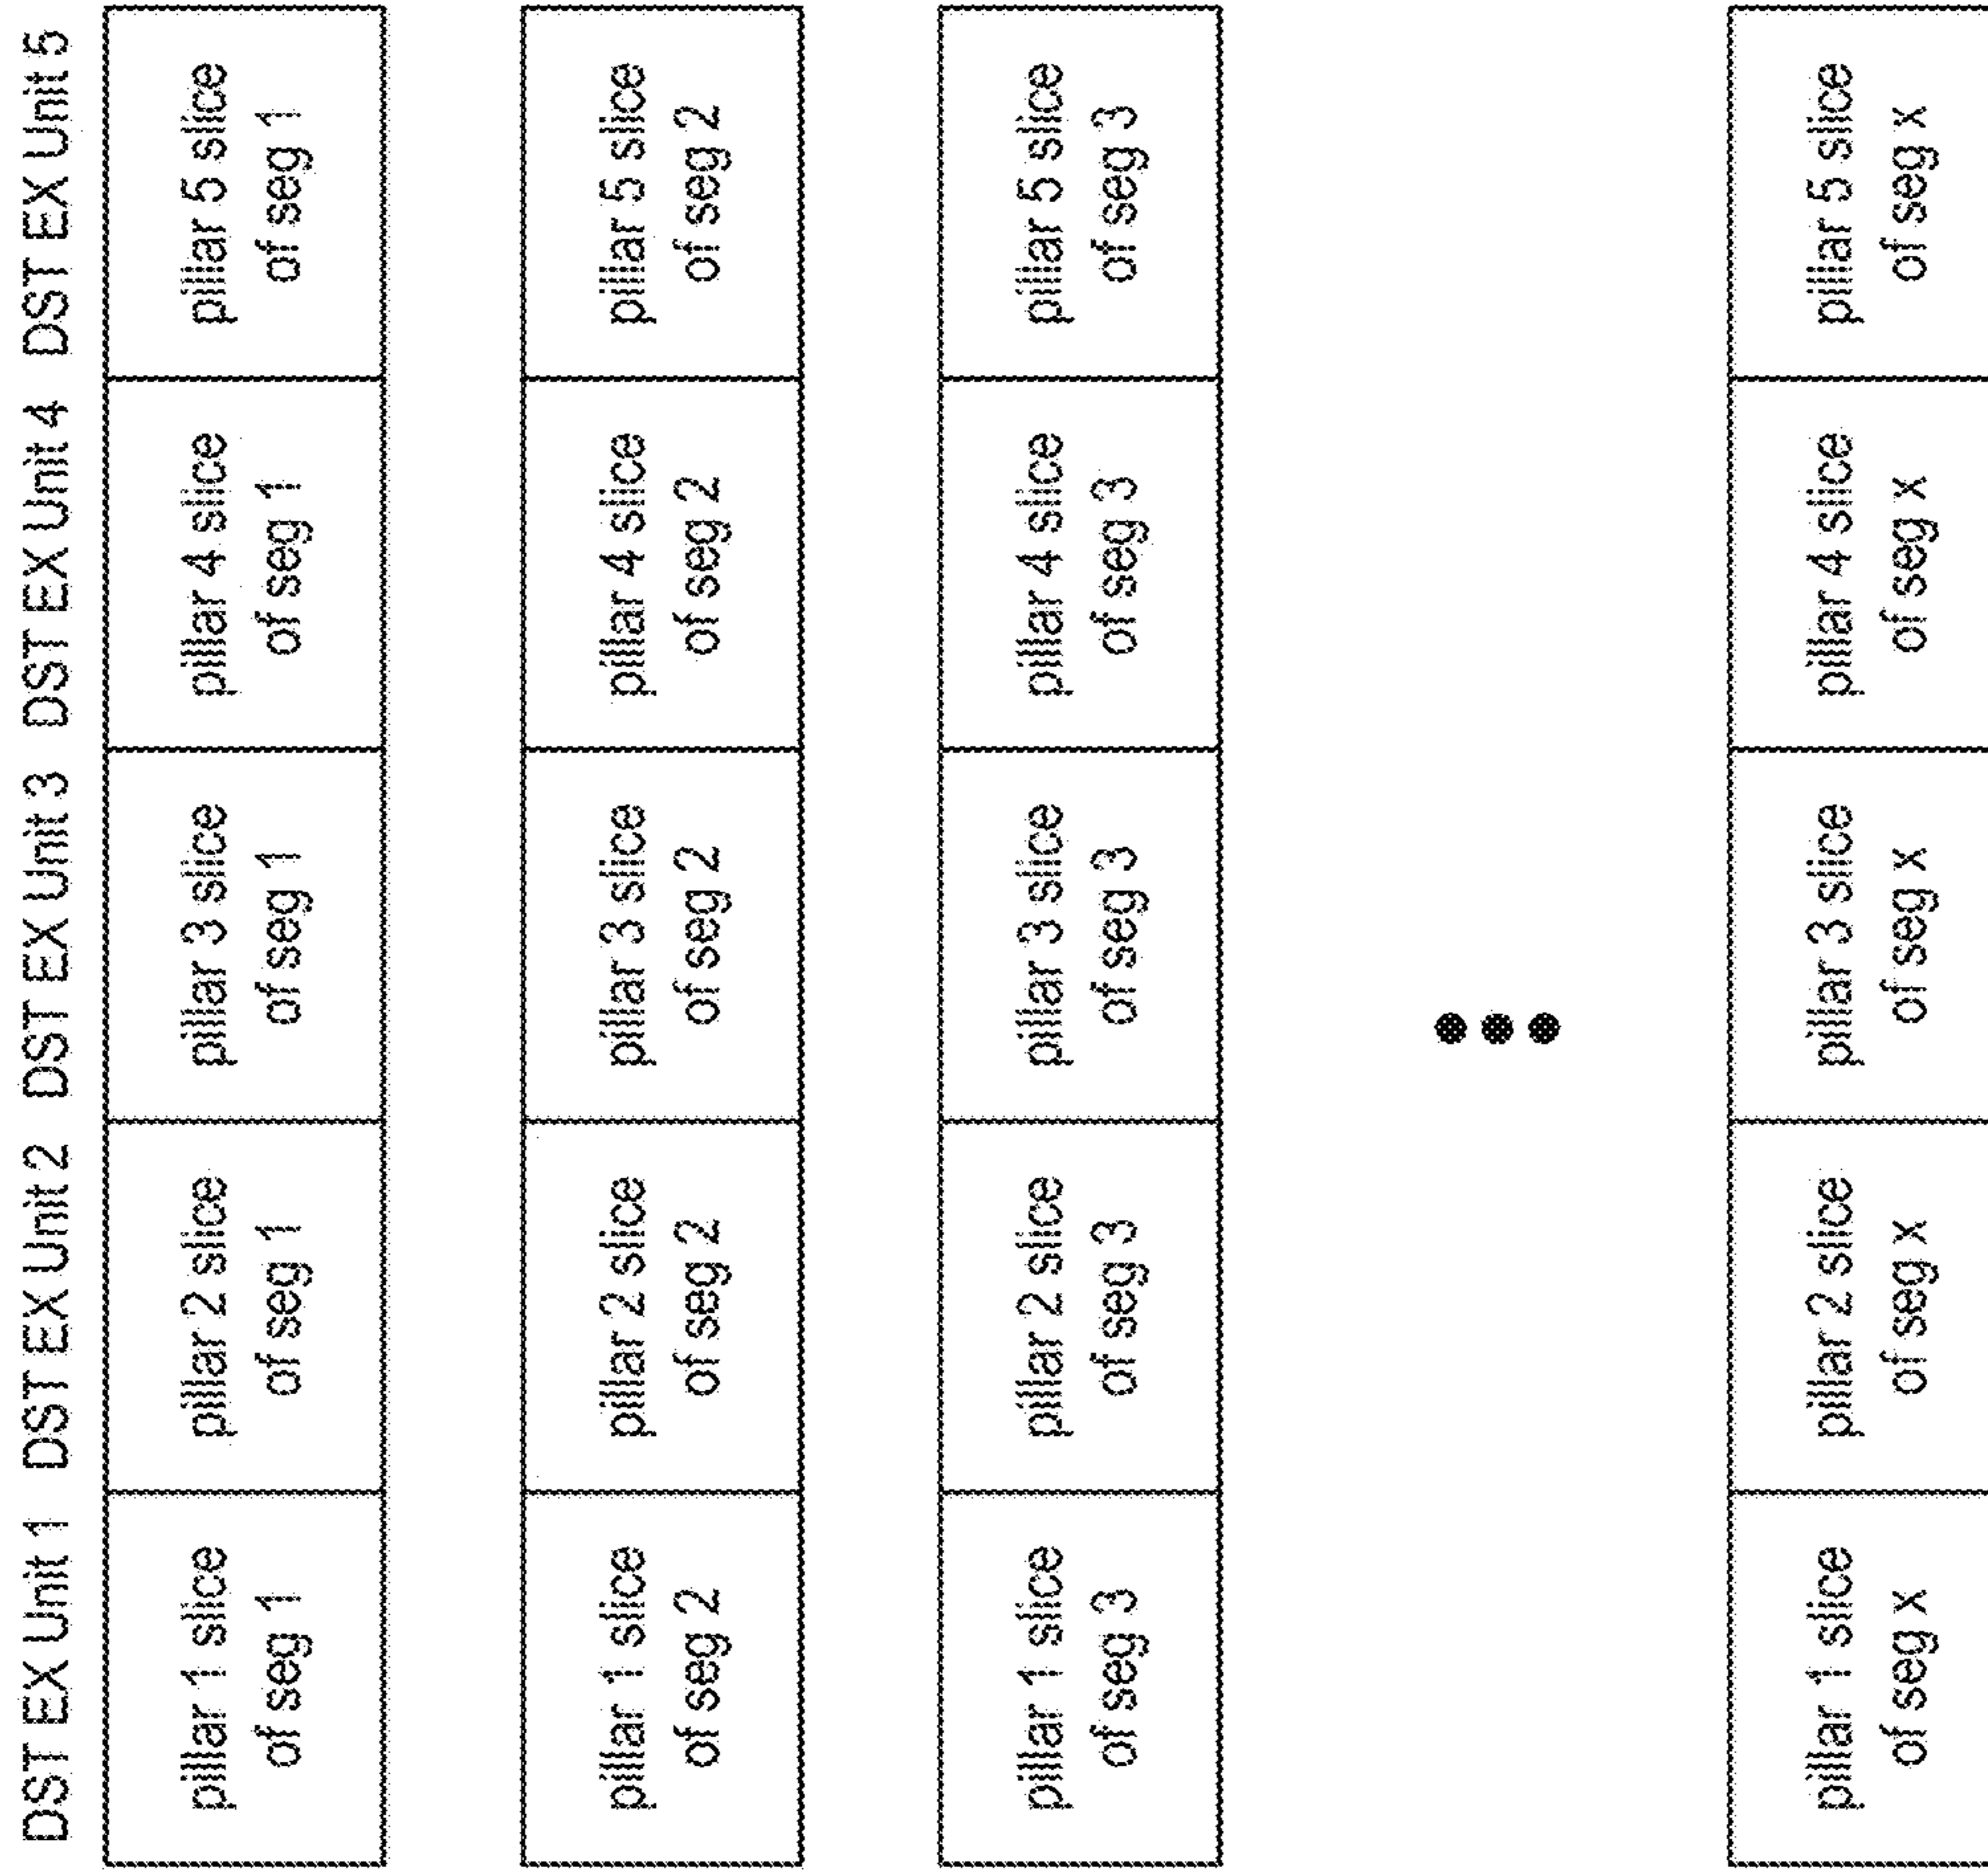 DST EX Unit 1 DST EX Unit 2 DST EX Unit 3 DST EX Unit 4 DST EX Unit 5
pillar 1 slice
of seg 1
pillar 2 slice
of seg 1
pillar 3 slice
of seg 1
pillar 4 slice
of seg 1
pillar 5 slice
of seg 1
pillar 1 slice
of seg 2
pillar 2 slice
of seg 2
pillar 3 slice
of seg 2
pillar 4 slice
of seg 2
pillar 5 slice
of seg 2
pillar 1 slice
of seg 3
pillar 2 slice
of seg 3
pillar 3 slice
of seg 3
pillar 4 slice
of seg 3
pillar 5 slice
of seg 3
pillar 1 slice
of seg x
pillar 2 slice
of seg x
pillar 3 slice
of seg x
pillar 4 slice
of seg x
pillar 5 slice
of seg x